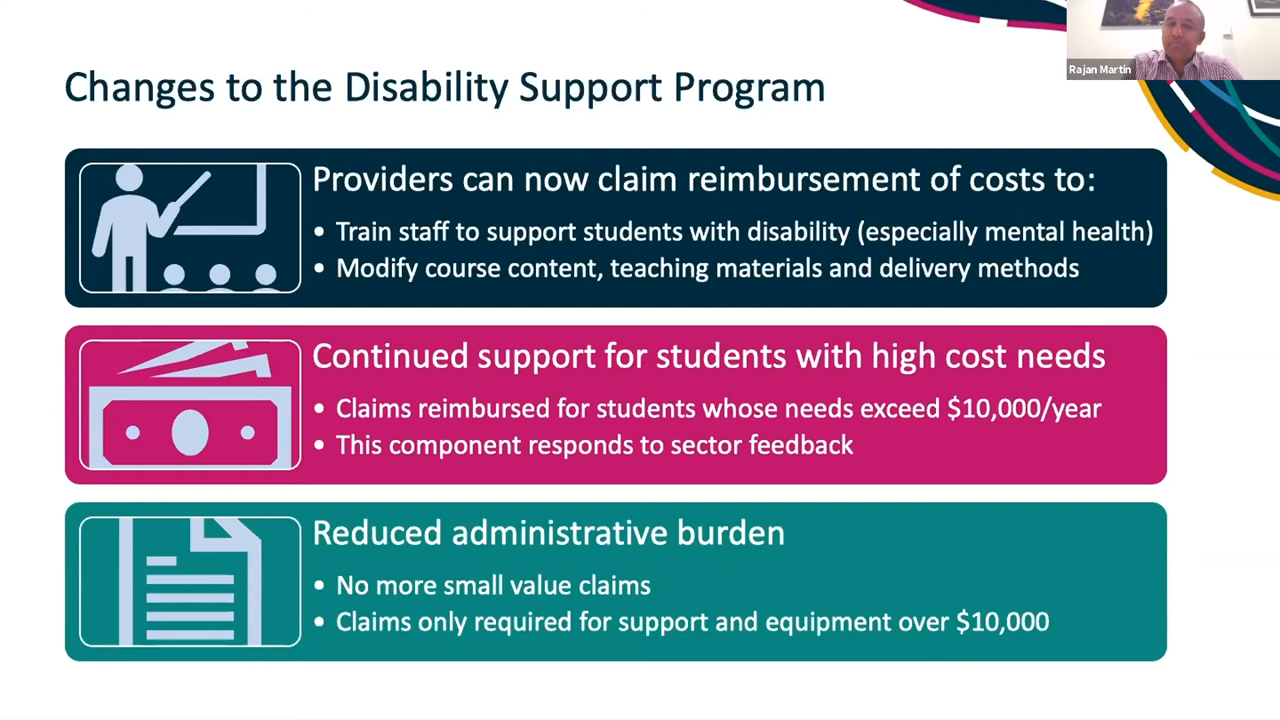 Rajan Martin
Changes to the Disability Support Program
Providers can now claim reimbursement of costs to:
• Train staff to support students with disability (especially mental health)
• Modify course content, teaching materials and delivery methods
Continued support for students with high cost needs
• Claims reimbursed for students whose needs exceed $10,000/year
• This component responds to sector feedback
Reduced administrative burden
• No more small value claims
• Claims only required for support and equipment over $10,000